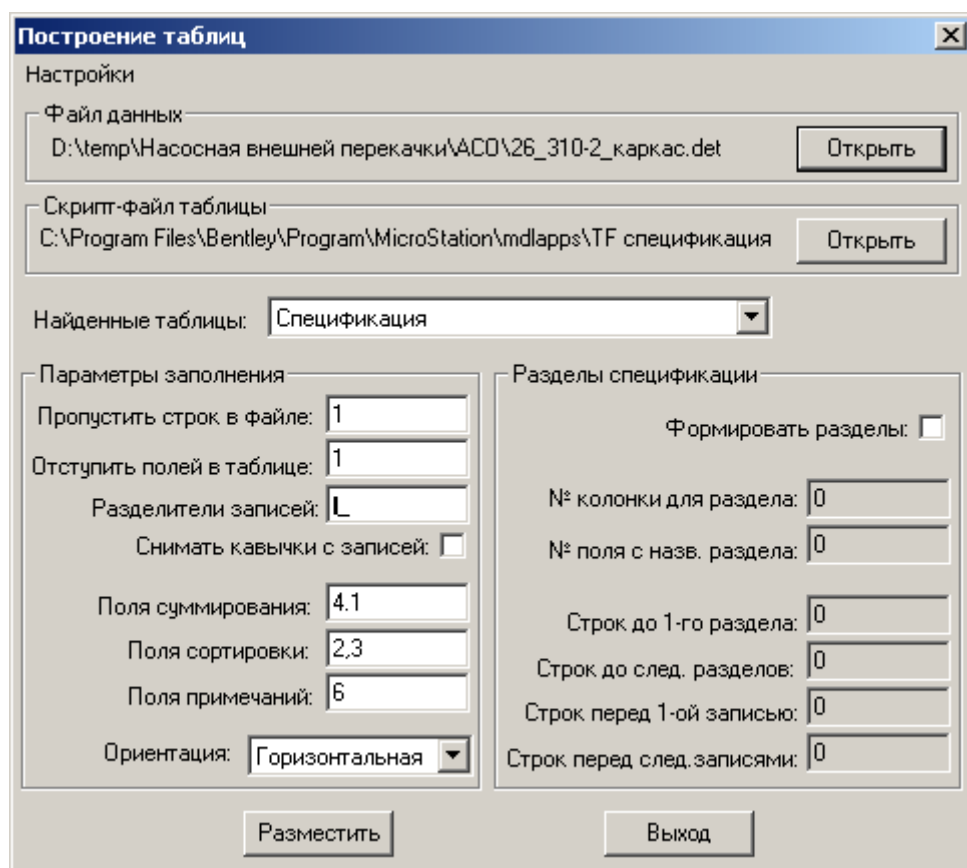 Построение таблиц
Настройки
Файл данных
D:\temp\Насосная внешней перекачки\АСО\26_310-2_каркас.det
Открыть
Скрипт-файл таблицы
C:\Program Files\Bentley\Program\MicroStation\mdlapps\TF спецификация
Открыть
Найденные таблицы: Спецификация
Параметры заполнения
Пропустить строк в файле: 1
Отступить полей в таблице: 1
Разделители записей: |_
Снимать кавычки с записей:
Поля суммирования: 4.1
Поля сортировки: 2,3
Поля примечаний: 6
Ориентация: Горизонтальная
Разделы спецификации
Формировать разделы:
№ колонки для раздела: 0
№ поля с назв. раздела: 0
Строк до 1-го раздела: 0
Строк до след. разделов: 0
Строк перед 1-ой записью: 0
Строк перед след.записями: 0
Разместить
Выход